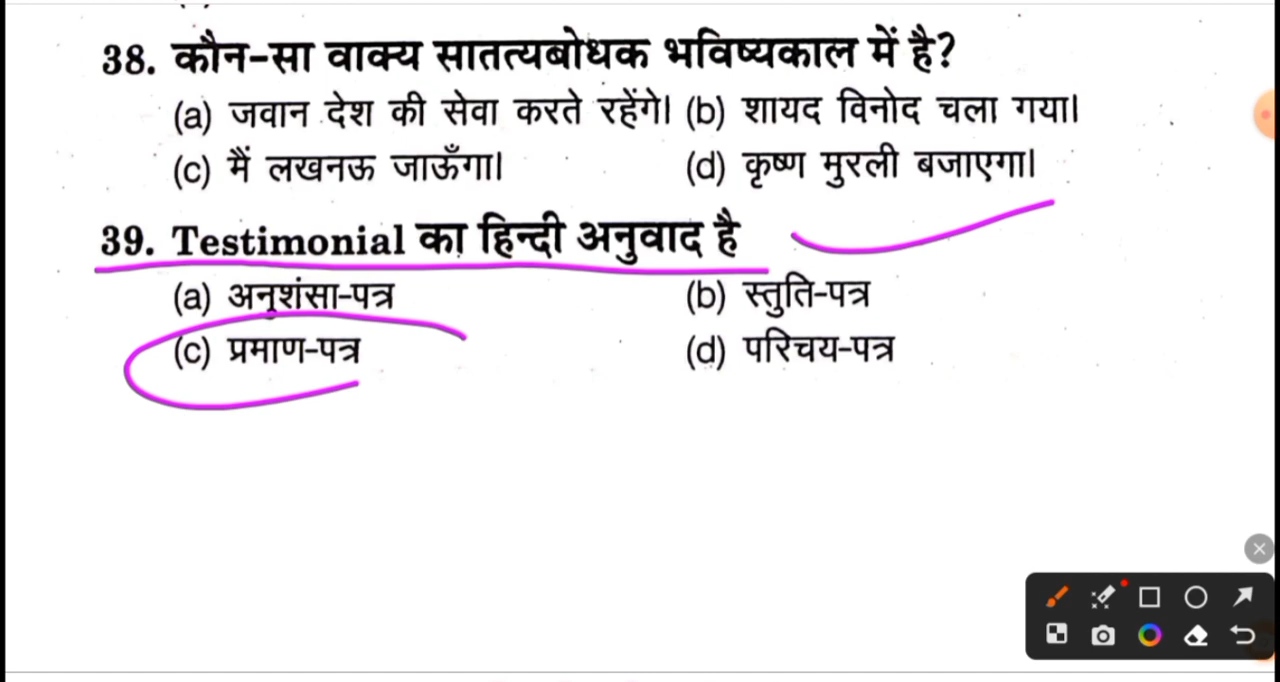 38. कौन-सा वाक्य सातत्यबोधक भविष्यकाल में है?
(a) जवान देश की सेवा करते रहेंगे। (b) शायद विनोद चला गया।
(c) मैं लखनऊ जाऊँगा। (d) कृष्ण मुरली बजाएगा।
39. Testimonial का हिन्दी अनुवाद है
(a) अनुशंसा-पत्र (b) स्तुति-पत्र
(c) प्रमाण-पत्र (d) परिचय-पत्र